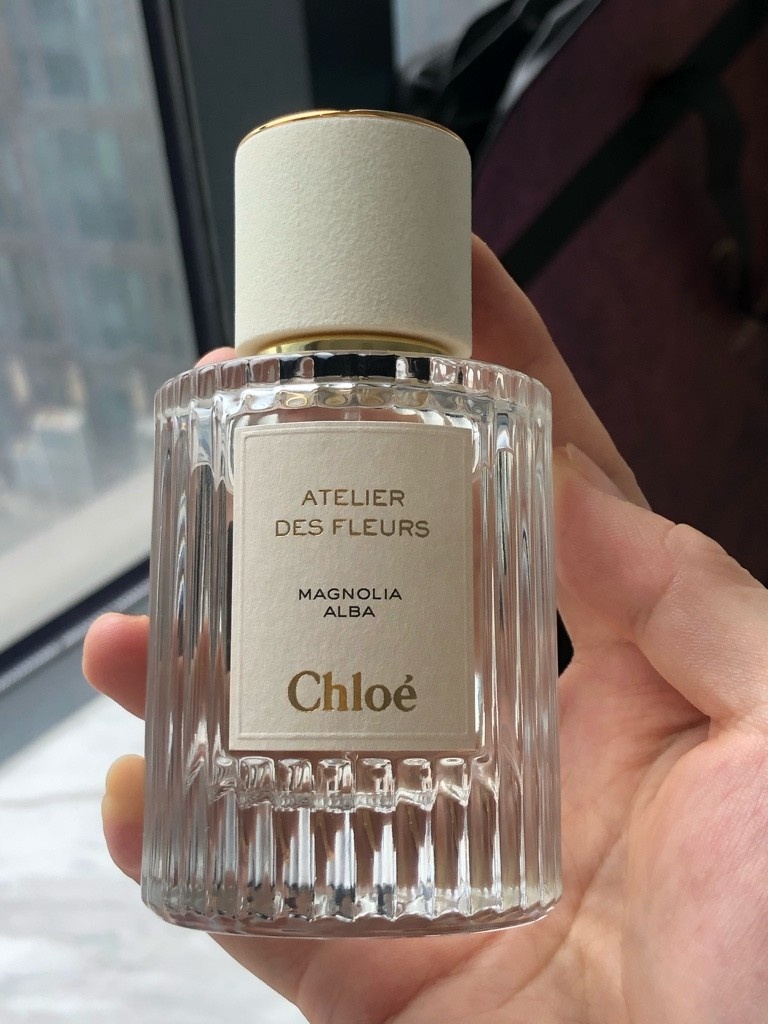 ATELIER
DES FLEURS
MAGNOLIA
ALBA
Chloé